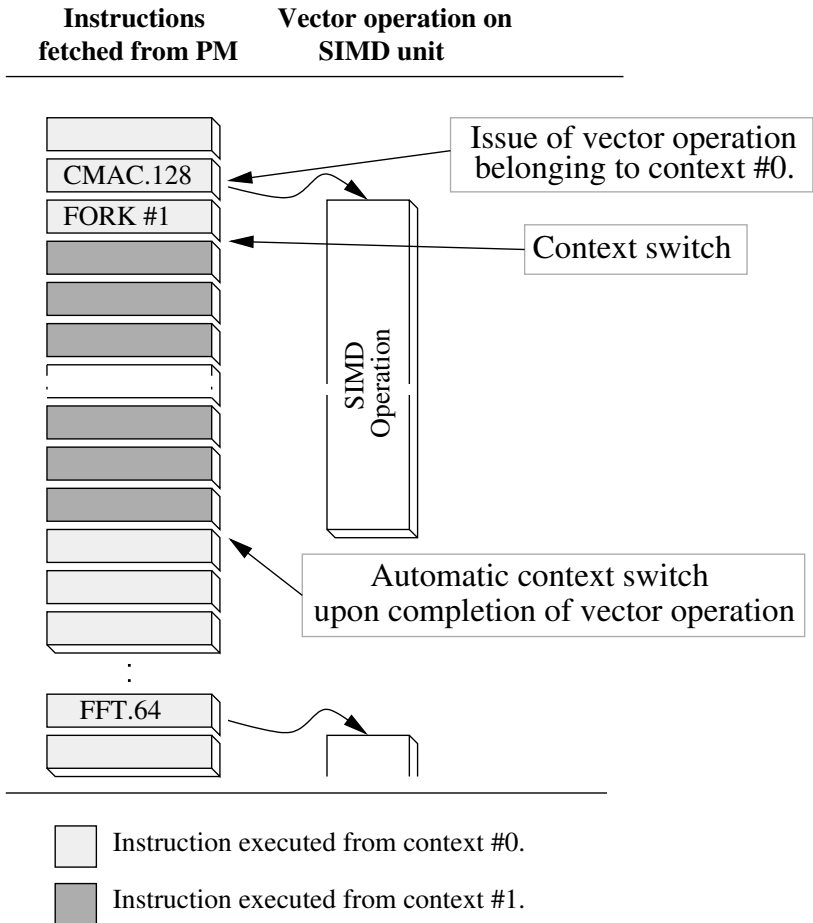 Instructions
fetched from PM
Vector operation on
SIMD unit
CMAC.128
FORK #1
Issue of vector operation
belonging to context #0.
Context switch
SIMD
Operation
Automatic context switch
upon completion of vector operation
FFT.64
Instruction executed from context #0.
Instruction executed from context #1.